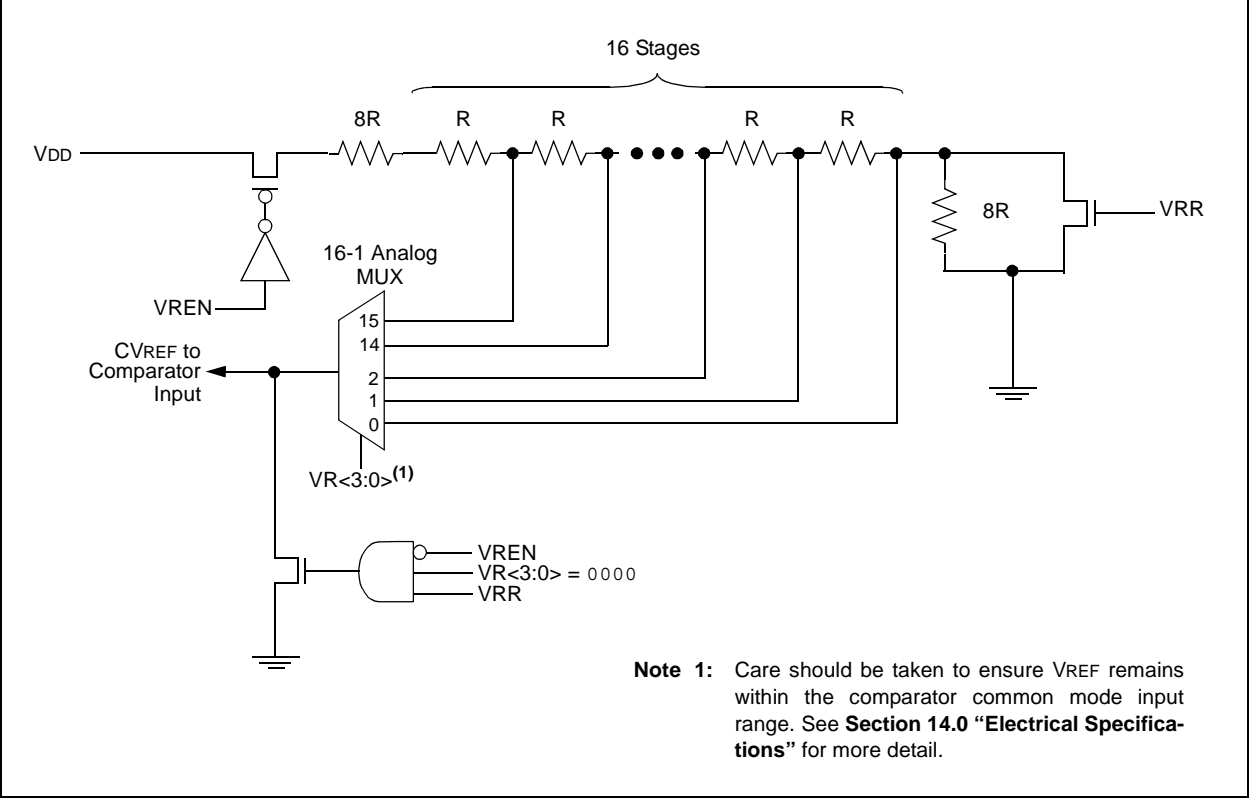 16 Stages
8R
R
R
R
R
VDD
8R
VRR
16-1 Analog
MUX
VREN
15
14
2
1
0
CVREF to
Comparator
Input
VR<3:0>(1)
VREN
VR<3:0> = 0000
VRR
Note 1: Care should be taken to ensure VREF remains
within the comparator common mode input
range. See Section 14.0 “Electrical Specifica-
tions” for more detail.